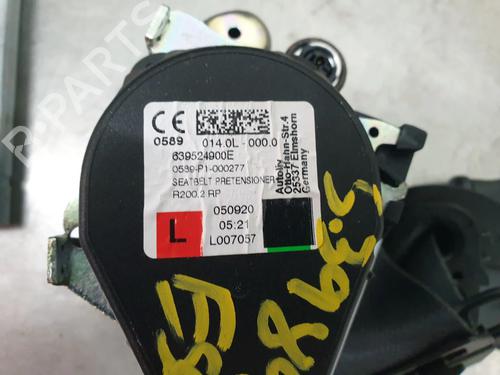 B-PARTS
CE
0589
014.0L - 000.0
639524900E
0589-P1-000277
SEATBELT PRETENSIONER
R200.2 RP
Autoliv
Otto-Hahn-Str.4
25337 Elmshorn
Germany
050920
05:21
L007057
L